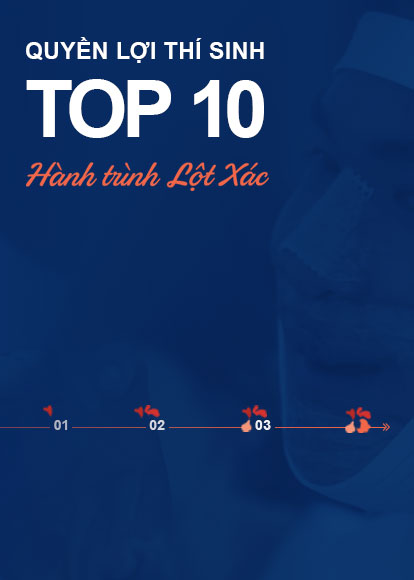 QUYỀN LỢI THÍ SINH
TOP 10
Hành trình Lột Xác
01
02
03